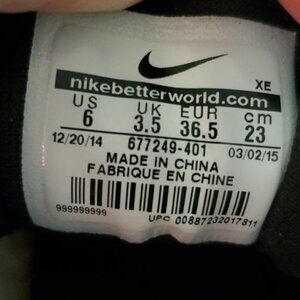 XE
nikebetterworld.com
US UK EUR cm
6 3.5 36.5 23
12/20/14 677249-401 03/02/15
MADE IN CHINA
FABRIQUE EN CHINE
999999999
UPC 00887232017811